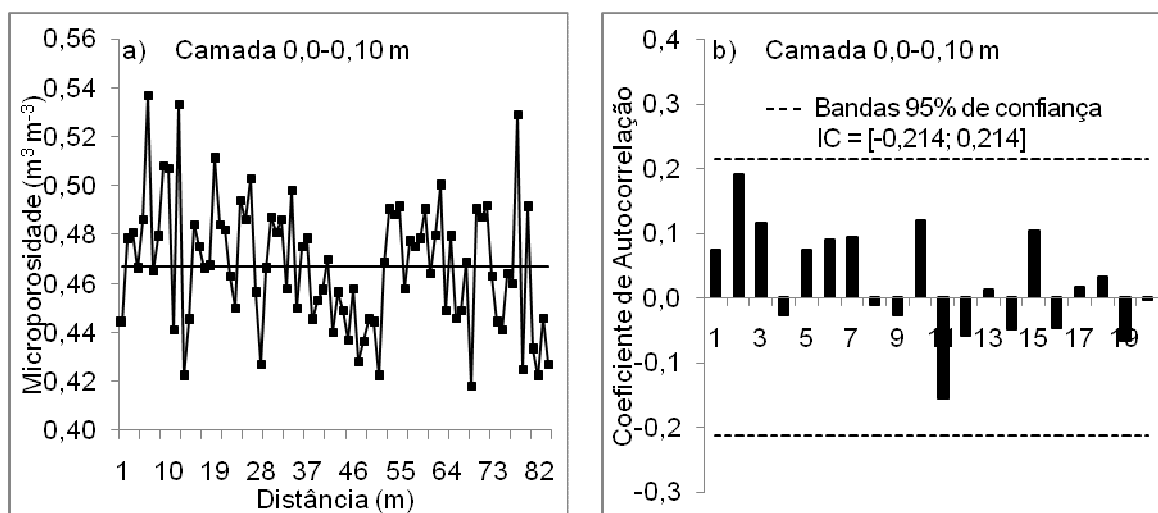 a) Camada 0,0-0,10 m
Microporosidade (m³ m⁻³)
0,56
0,54
0,52
0,50
0,48
0,46
0,44
0,42
0,40
1 10 19 28 37 46 55 64 73 82
Distância (m)
b) Camada 0,0-0,10 m
Bandas 95% de confiança
IC = [-0,214; 0,214]
Coeficiente de Autocorrelação
0,4
0,3
0,2
0,1
0,0
-0,1
-0,2
-0,3
1 3 5 7 9 11 13 15 17 19